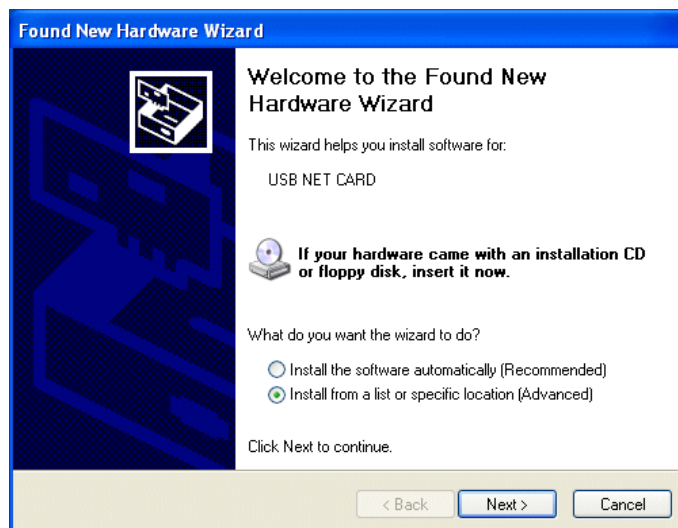 Found New Hardware Wizard
Welcome to the Found New
Hardware Wizard
This wizard helps you install software for:
USB NET CARD
If your hardware came with an installation CD
or floppy disk, insert it now.
What do you want the wizard to do?
Install the software automatically (Recommended)
Install from a list or specific location (Advanced)
Click Next to continue.
< Back
Next >
Cancel